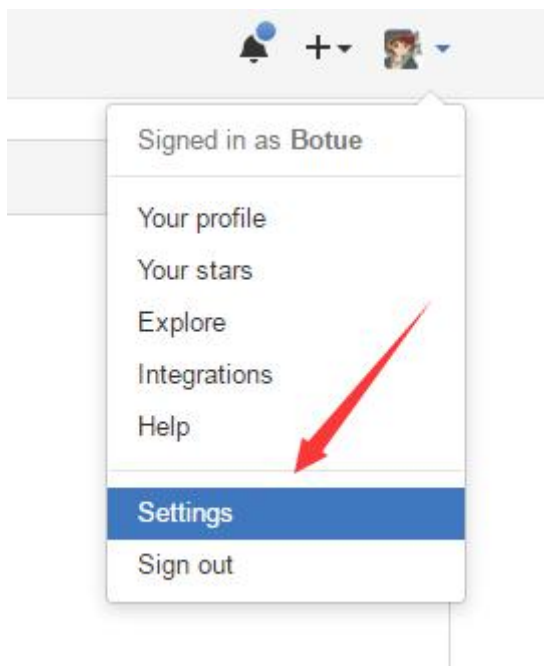 Signed in as Botue
Your profile
Your stars
Explore
Integrations
Help
Settings
Sign out